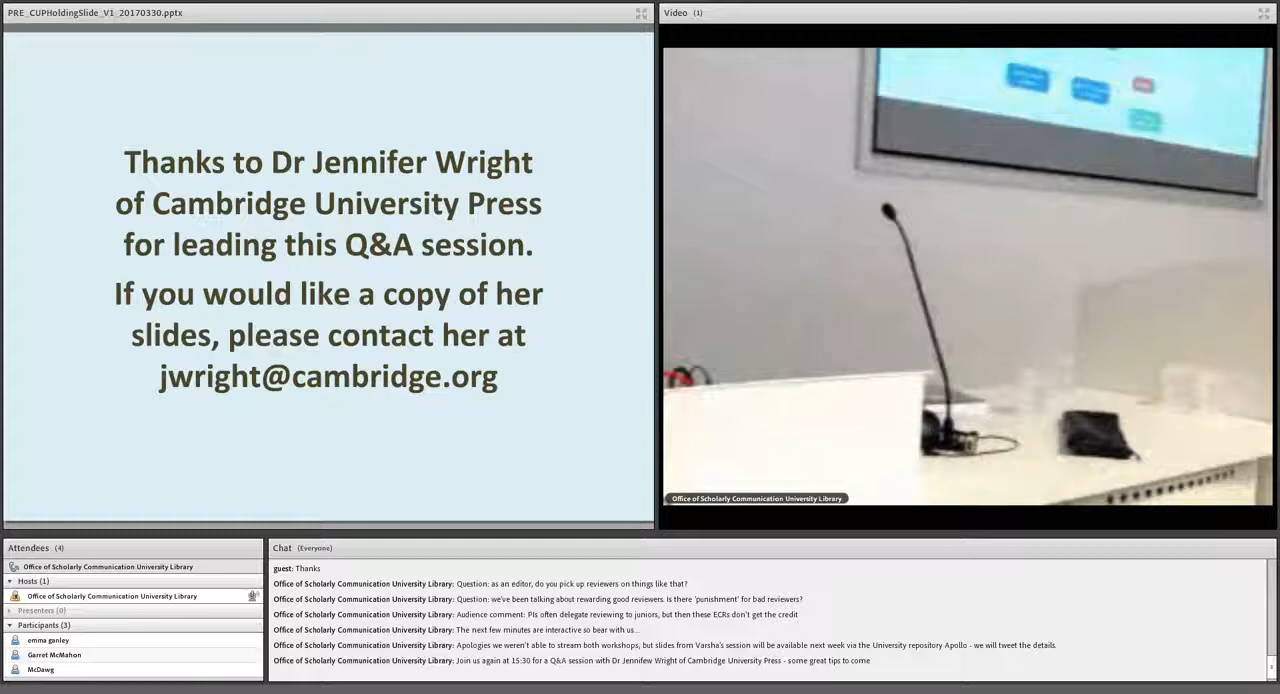 PRE_CUPHoldingSlide_V1_20170330.pptx
Thanks to Dr Jennifer Wright
of Cambridge University Press
for leading this Q&A session.
If you would like a copy of her
slides, please contact her at
jwright@cambridge.org
Video (1)
Office of Scholarly Communication University Library
Attendees (4)
Office of Scholarly Communication University Library
Hosts (1)
Office of Scholarly Communication University Library
Presenters (0)
Participants (3)
emma ganley
Garret McMahon
McDawg
Chat (Everyone)
guest: Thanks
Office of Scholarly Communication University Library: Question: as an editor, do you pick up reviewers on things like that?
Office of Scholarly Communication University Library: Question: we've been talking about rewarding good reviewers. Is there 'punishment' for bad reviewers?
Office of Scholarly Communication University Library: Audience comment: PIs often delegate reviewing to juniors, but then these ECRs don't get the credit
Office of Scholarly Communication University Library: The next few minutes are interactive so bear with us...
Office of Scholarly Communication University Library: Apologies we weren't able to stream both workshops, but slides from Varsha's session will be available next week via the University repository Apollo - we will tweet the details.
Office of Scholarly Communication University Library: Join us again at 15:30 for a Q&A session with Dr Jennifew Wright of Cambridge University Press - some great tips to come